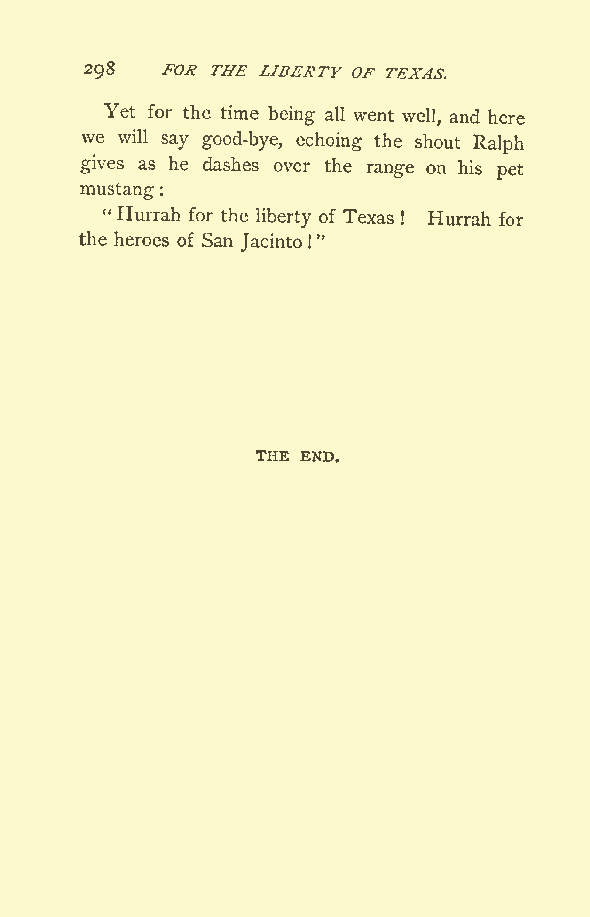 298 FOR THE LIBERTY OF TEXAS.
Yet for the time being all went well, and here
we will say good-bye, echoing the shout Ralph
gives as he dashes over the range on his pet
mustang:
"Hurrah for the liberty of Texas! Hurrah for
the heroes of San Jacinto!"
THE END.